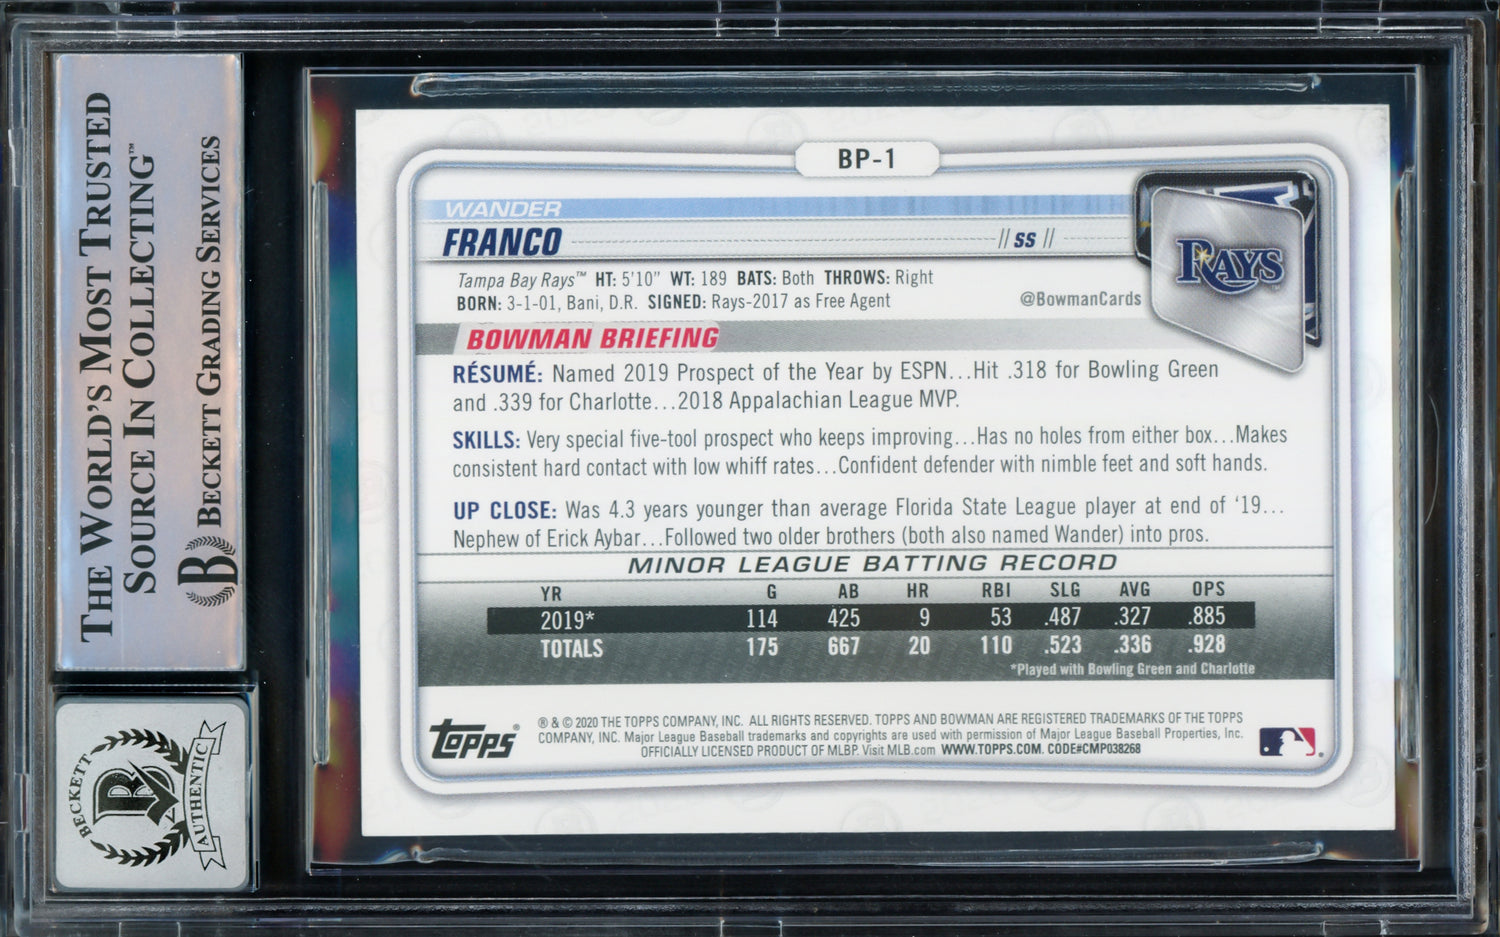 THE WORLD'S MOST TRUSTED
SOURCE IN COLLECTING™
BECKETT GRADING SERVICES
B
BECKETT
B
AUTHENTIC
BP-1
WANDER
FRANCO
// SS //
RAYS
Tampa Bay Rays™ HT: 5'10" WT: 189 BATS: Both THROWS: Right
BORN: 3-1-01, Bani, D.R. SIGNED: Rays-2017 as Free Agent
@BowmanCards
BOWMAN BRIEFING
RÉSUMÉ: Named 2019 Prospect of the Year by ESPN...Hit .318 for Bowling Green
and .339 for Charlotte...2018 Appalachian League MVP.
SKILLS: Very special five-tool prospect who keeps improving...Has no holes from either box...Makes
consistent hard contact with low whiff rates...Confident defender with nimble feet and soft hands.
UP CLOSE: Was 4.3 years younger than average Florida State League player at end of '19...
Nephew of Erick Aybar...Followed two older brothers (both also named Wander) into pros.
MINOR LEAGUE BATTING RECORD
YR G AB HR RBI SLG AVG OPS
2019* 114 425 9 53 .487 .327 .885
TOTALS 175 667 20 110 .523 .336 .928
*Played with Bowling Green and Charlotte
topps®
® & © 2020 THE TOPPS COMPANY, INC. ALL RIGHTS RESERVED. TOPPS AND BOWMAN ARE REGISTERED TRADEMARKS OF THE TOPPS
COMPANY, INC. Major League Baseball trademarks and copyrights are used with permission of Major League Baseball Properties, Inc.
OFFICIALLY LICENSED PRODUCT OF MLBP. Visit MLB.com WWW.TOPPS.COM. CODE#CMP038268